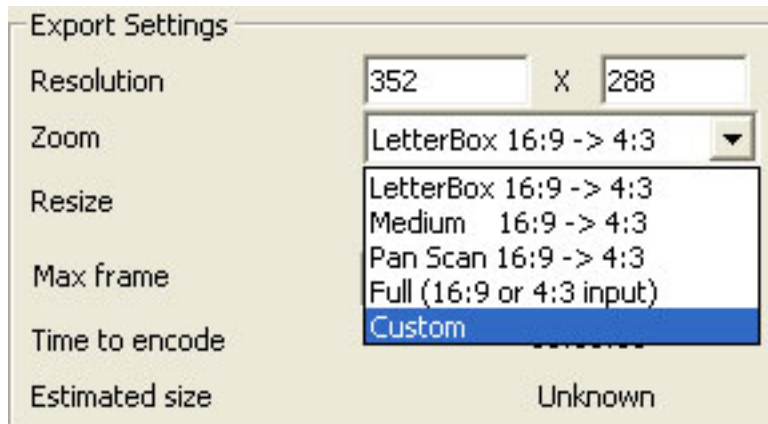 Export Settings
Resolution 352 X 288
Zoom LetterBox 16:9 -> 4:3
LetterBox 16:9 -> 4:3
Resize
Medium 16:9 -> 4:3
Pan Scan 16:9 -> 4:3
Max frame
Full (16:9 or 4:3 input)
Custom
Time to encode
Estimated size Unknown